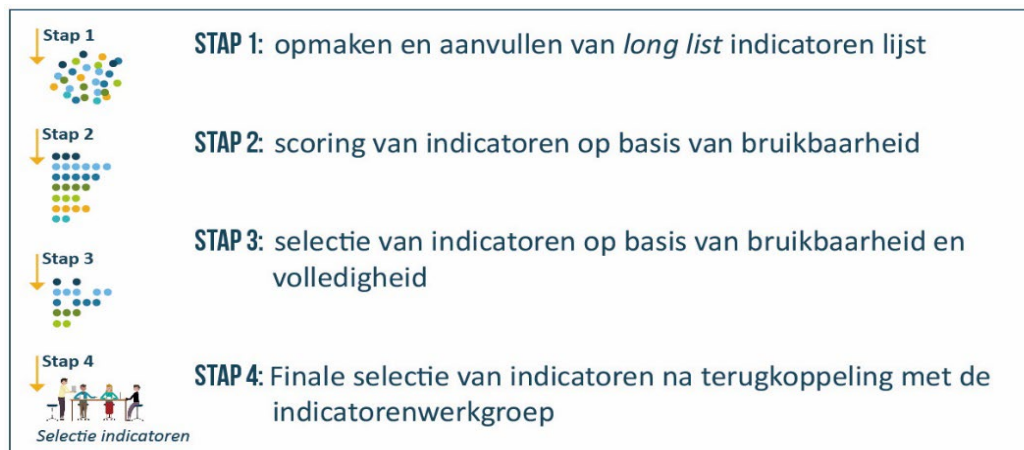 Stap 1
STAP 1: opmaken en aanvullen van long list indicatoren lijst
Stap 2
STAP 2: scoring van indicatoren op basis van bruikbaarheid
Stap 3
STAP 3: selectie van indicatoren op basis van bruikbaarheid en
volledigheid
Stap 4
STAP 4: Finale selectie van indicatoren na terugkoppeling met de
indicatorenwerkgroep
Selectie indicatoren